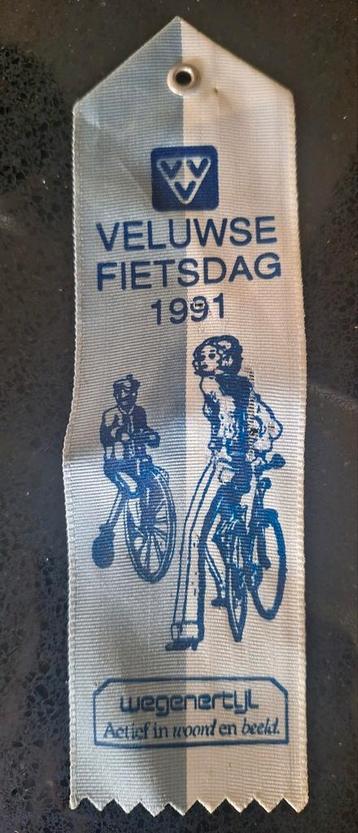 VVV
VELUWSE
FIETSDAG
1991
wegenertijl
Actief in woord en beeld.